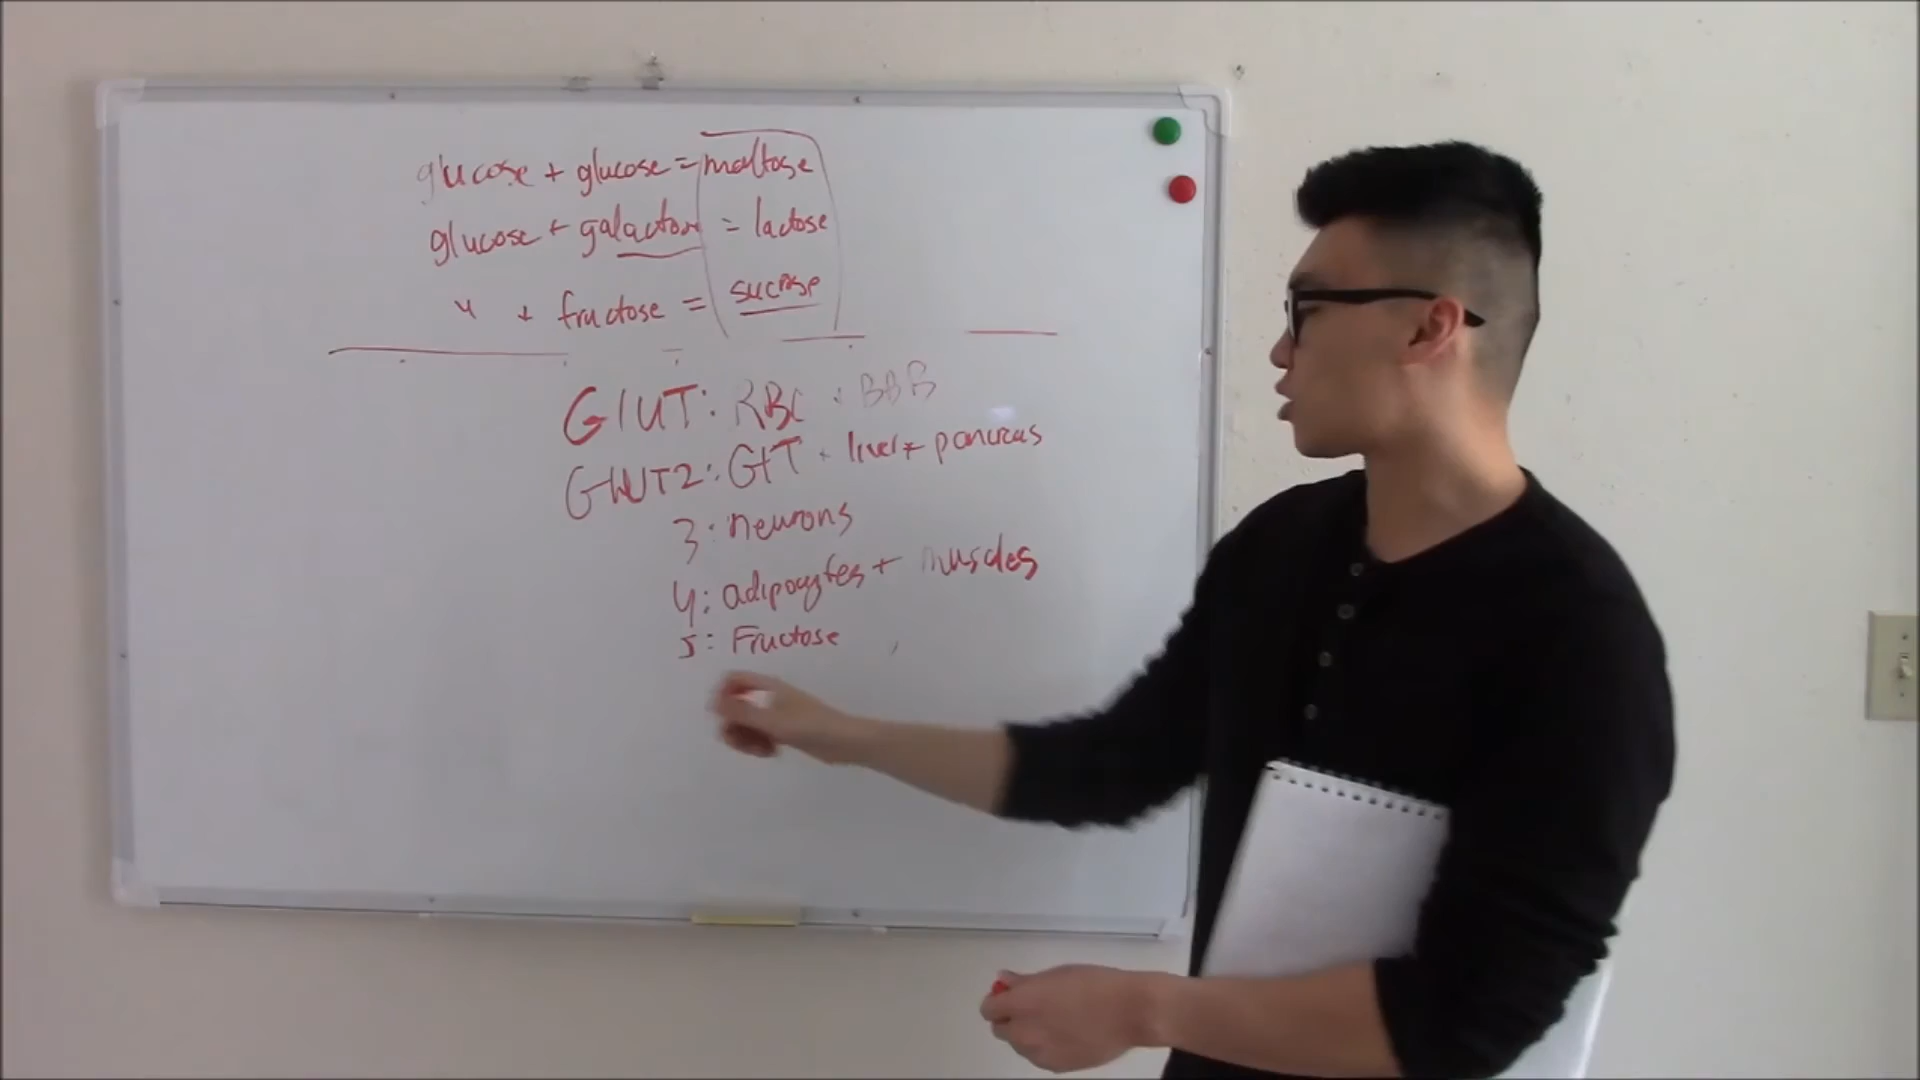 glucose + glucose = maltose
glucose + galactose = lactose
" + fructose = sucrose
GLUT: RBC + BBB
GLUT2: GIT + liver + pancreas
3: neurons
4: adipocytes + muscles
5: Fructose